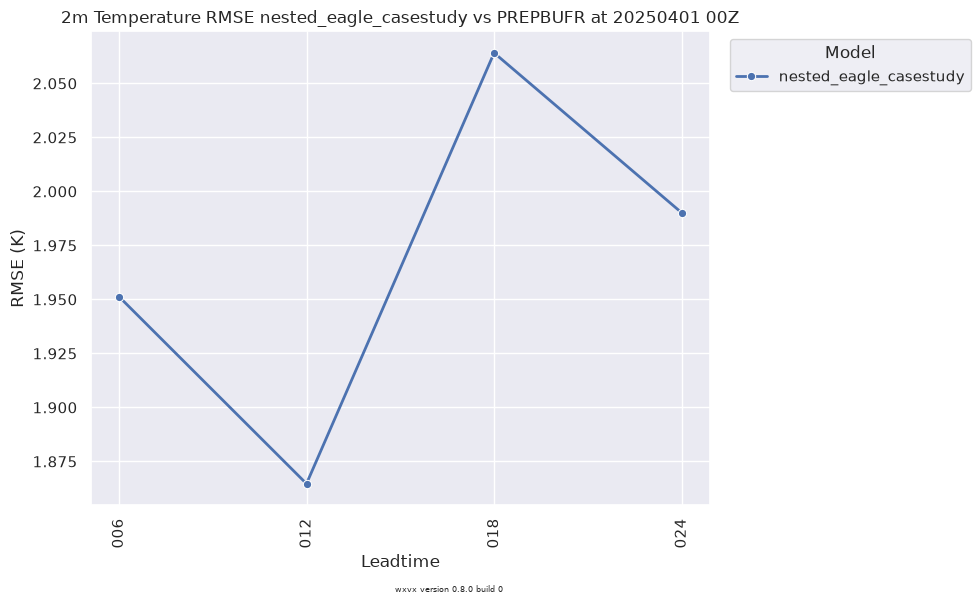 2m Temperature RMSE nested_eagle_casestudy vs PREPBUFR at 20250401 00Z
Model
nested_eagle_casestudy
2.050
2.025
2.000
1.975
1.950
1.925
1.900
1.875
RMSE (K)
006
012
018
024
Leadtime
wxvx version 0.8.0 build 0